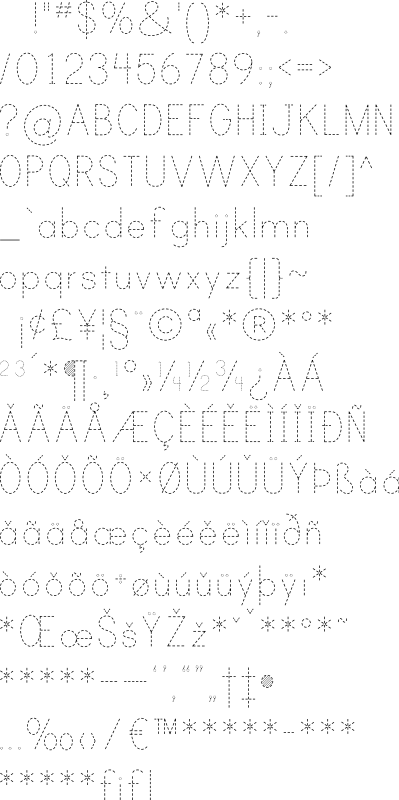 !"#$%&'()*+,-.
/0123456789:;<=>
?@ABCDEFGHIJKLMN
OPQRSTUVWXYZ[/]^
_`abcdefghijklmn
opqrstuvwxyz{|}~
¡¢£¥¦§¨©ª«*®*°**
²³´*¶·¸¹º»¼½¾¿ÀÁ
ÂÃÄÅÆÇÈÉÊËÌÍÎÏÐÑ
ÒÓÔÕÖ×ØÙÚÛÜÝÞßàá
âãäåæçèéêëìíîïðñ
òóôõö÷øùúûüýþÿı*
*ŒœŠšŸŽž*ˇ˘**°*˜
*****–—‘’‚“”„†‡•
…‰‹›/€™*****-***
*****fifl